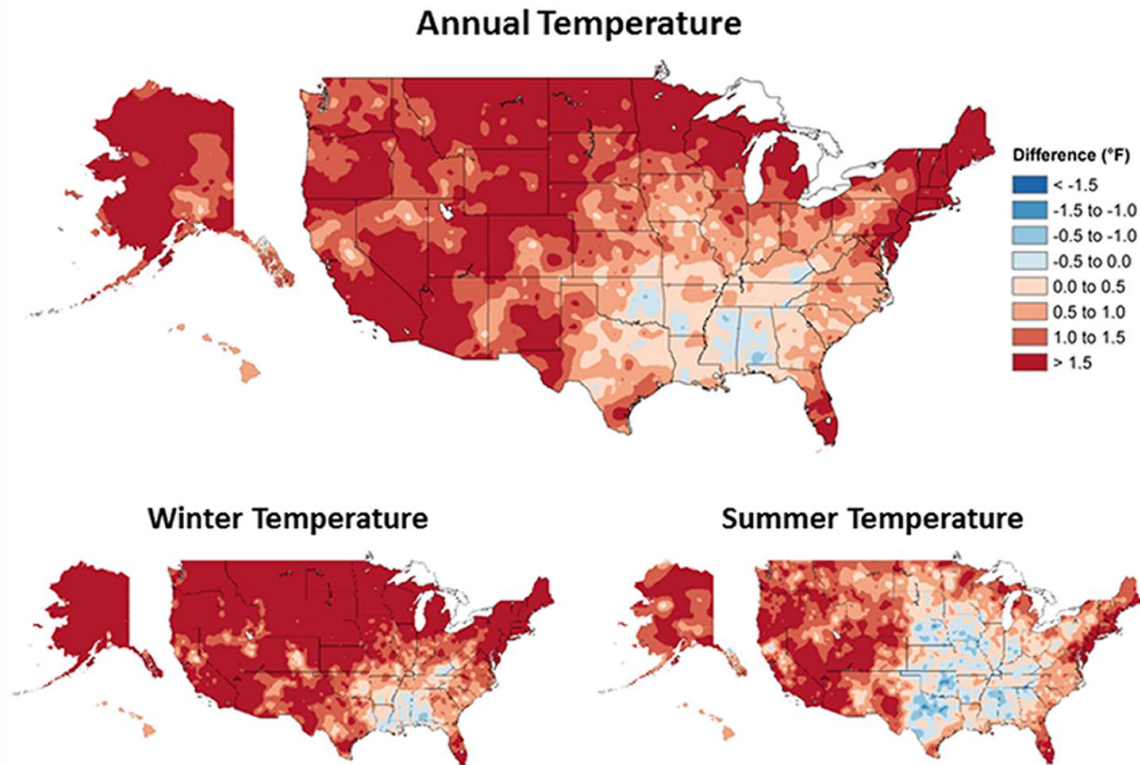 Annual Temperature
Difference (°F)
< -1.5
-1.5 to -1.0
-0.5 to -1.0
-0.5 to 0.0
0.0 to 0.5
0.5 to 1.0
1.0 to 1.5
> 1.5
Winter Temperature
Summer Temperature